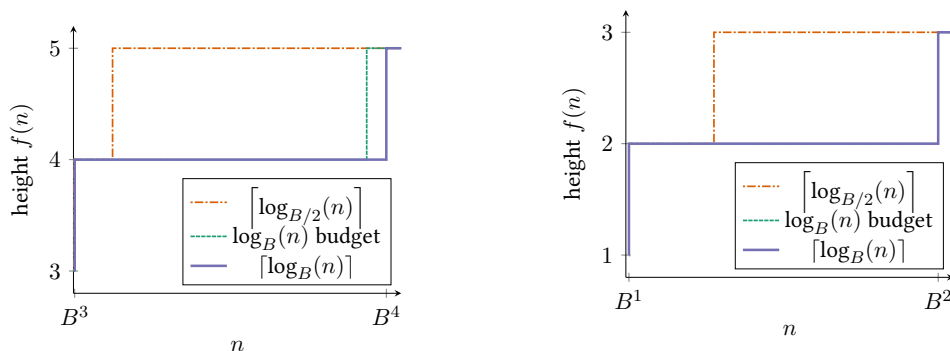 5
4
3
height f(n)
⌈log_{B/2}(n)⌉
log_B(n) budget
⌈log_B(n)⌉
B^3
B^4
n
3
2
1
height f(n)
⌈log_{B/2}(n)⌉
log_B(n) budget
⌈log_B(n)⌉
B^1
B^2
n